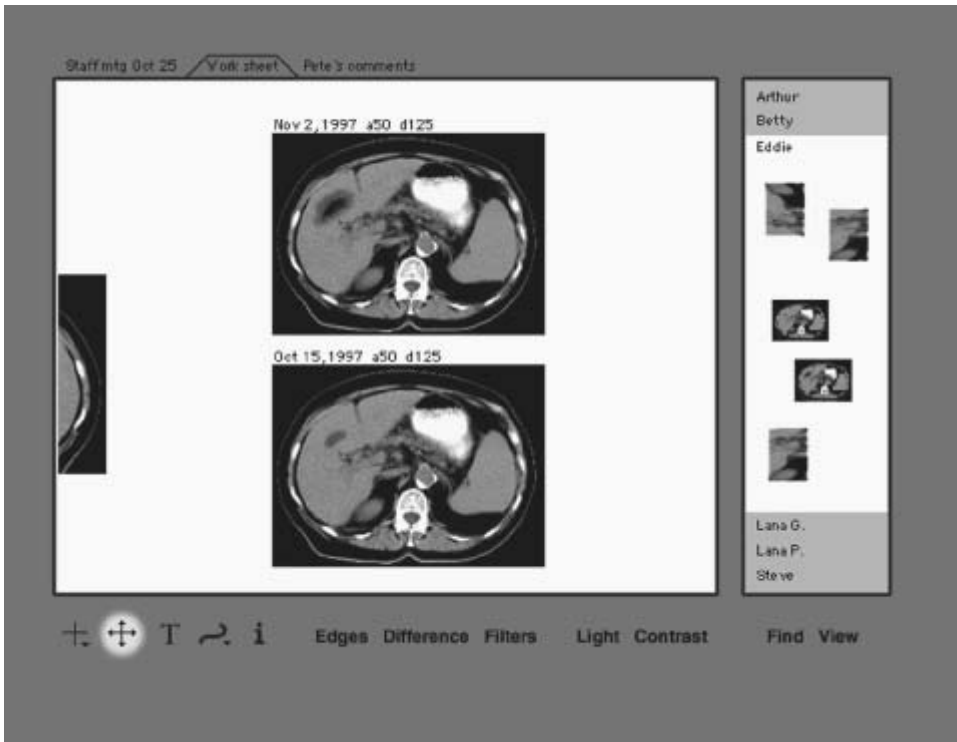 Staff mtg Oct 25 Work sheet Pete's comments
Nov 2,1997 a50 d125
Oct 15,1997 a50 d125
Arthur
Betty
Eddie
Lana G.
Lana P.
Steve
T i Edges Difference Filters Light Contrast Find View